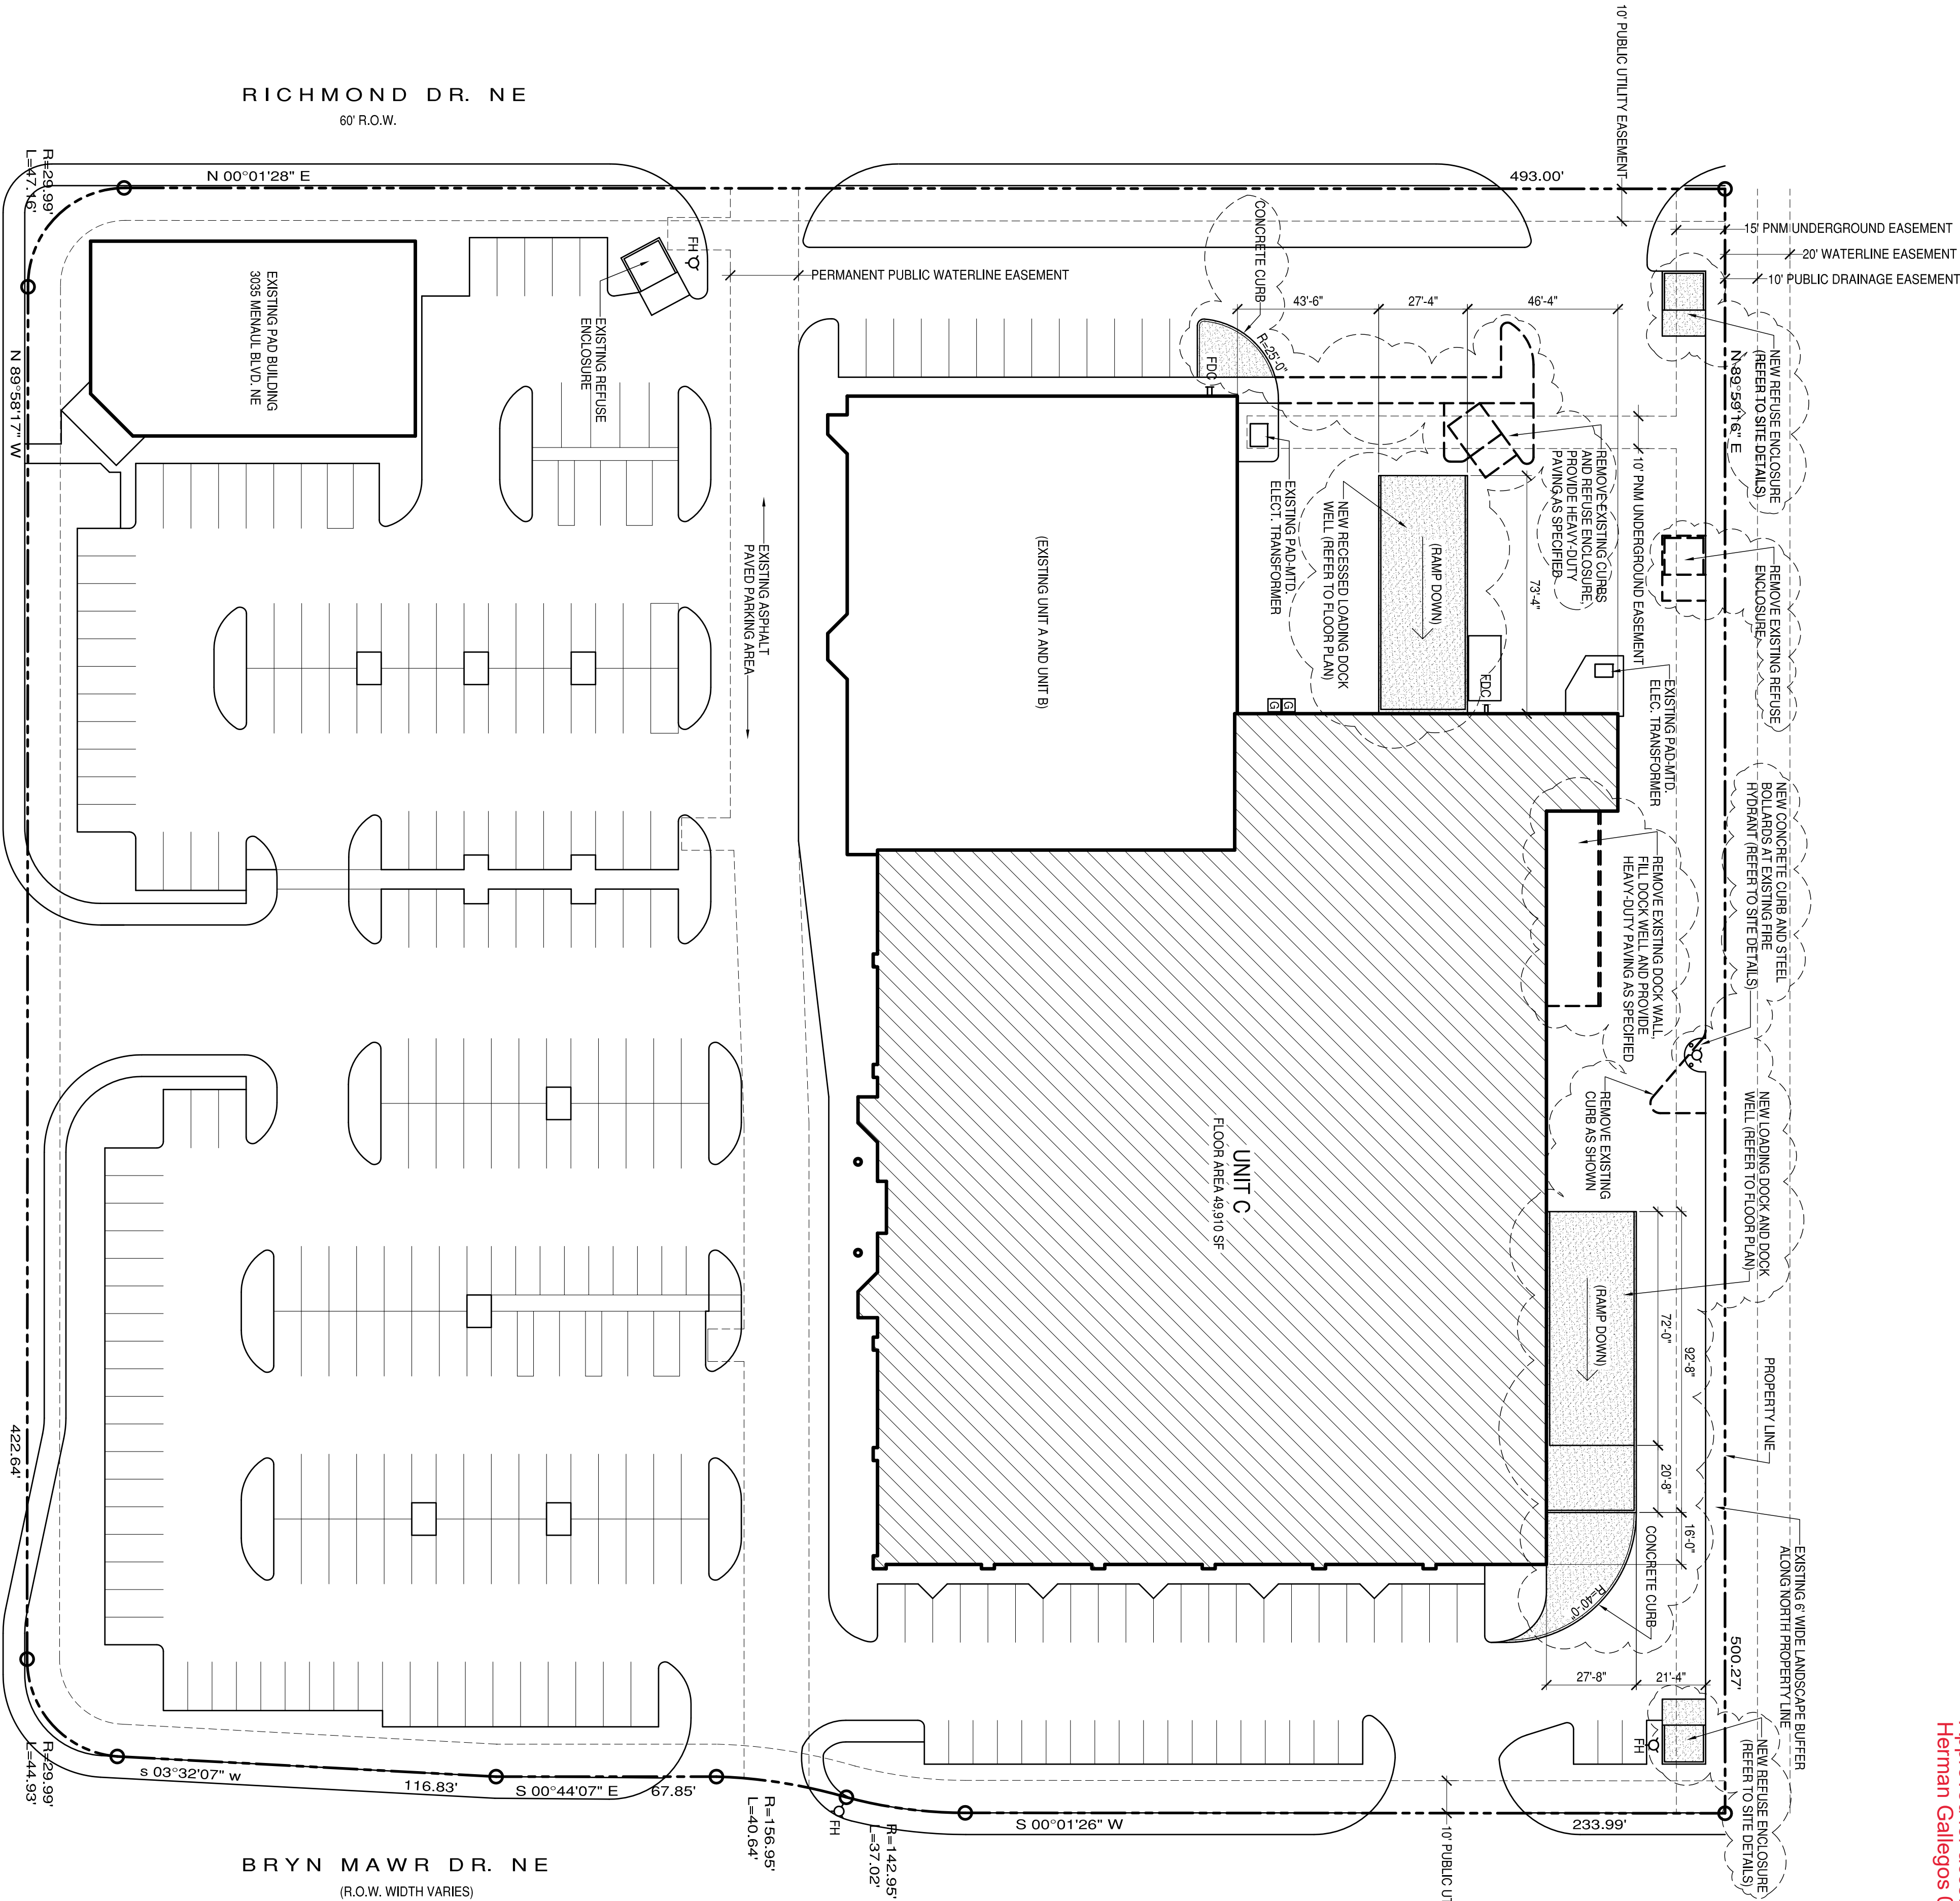 RICHMOND DR. NE
60' R.O.W.
10' PUBLIC UTILITY EASEMENT
R=29.99'
L=47.16'
N 00°01'28" E
493.00'
15' PNM UNDERGROUND EASEMENT
20' WATERLINE EASEMENT
10' PUBLIC DRAINAGE EASEMENT
PERMANENT PUBLIC WATERLINE EASEMENT
FH
CONCRETE CURB
R=25'-0"
43'-6"
27'-4"
46'-4"
EXISTING PAD BUILDING
3035 MENAUL BLVD. NE
EXISTING REFUSE
ENCLOSURE
FDC
NEW REFUSE ENCLOSURE
(REFER TO SITE DETAILS)
N 89°59'16" E
N 89°58'17" W
EXISTING ASPHALT
PAVED PARKING AREA
(EXISTING UNIT A AND UNIT B)
EXISTING PAD-MTD.
ELECT. TRANSFORMER
NEW RECESSED LOADING DOCK
WELL (REFER TO FLOOR PLAN)
(RAMP DOWN)
73'-4"
REMOVE EXISTING CURBS
AND REFUSE ENCLOSURE,
PROVIDE HEAVY-DUTY
PAVING AS SPECIFIED
10' PNM UNDERGROUND EASEMENT
REMOVE EXISTING REFUSE
ENCLOSURE
G
G
FDC
EXISTING PAD-MTD.
ELEC. TRANSFORMER
NEW CONCRETE CURB AND STEEL
BOLLARDS AT EXISTING FIRE
HYDRANT (REFER TO SITE DETAILS)
REMOVE EXISTING DOCK WALL,
FILL DOCK WELL AND PROVIDE
HEAVY-DUTY PAVING AS SPECIFIED
REMOVE EXISTING
CURB AS SHOWN
NEW LOADING DOCK AND DOCK
WELL (REFER TO FLOOR PLAN)
UNIT C
FLOOR AREA 49,910 SF
(RAMP DOWN)
72'-0"
92'-8"
20'-8"
16'-0"
PROPERTY LINE
EXISTING 6' WIDE LANDSCAPE BUFFER
ALONG NORTH PROPERTY LINE
CONCRETE CURB
R=40'-0"
500.27'
422.64'
27'-8"
21'-4"
FH
NEW REFUSE ENCLOSURE
(REFER TO SITE DETAILS)
R=29.99'
L=44.93'
s 03°32'07" w
116.83'
S 00°44'07" E
67.85'
R=156.95'
L=40.64'
FH
R=142.95'
L=37.02'
S 00°01'26" W
233.99'
10' PUBLIC
BRYN MAWR DR. NE
(R.O.W. WIDTH VARIES)
Herman Gallegos